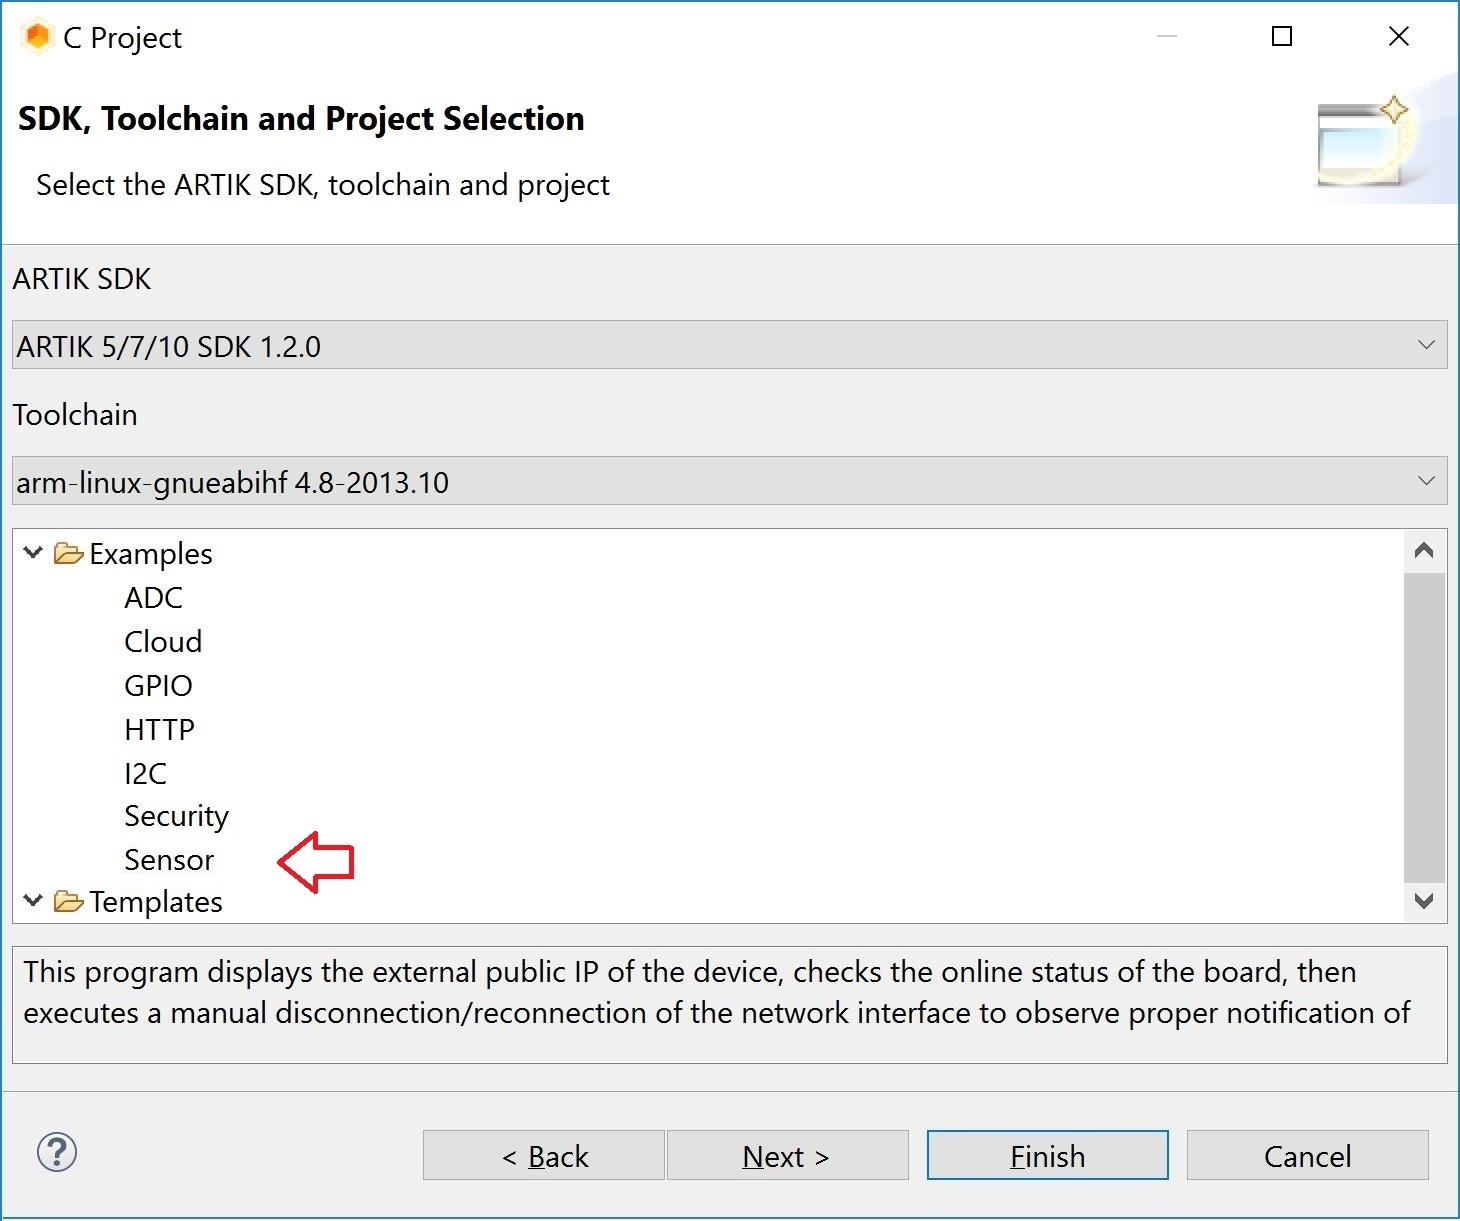 C Project
SDK, Toolchain and Project Selection
Select the ARTIK SDK, toolchain and project
ARTIK SDK
ARTIK 5/7/10 SDK 1.2.0
Toolchain
arm-linux-gnueabihf 4.8-2013.10
Examples
ADC
Cloud
GPIO
HTTP
I2C
Security
Sensor
Templates
This program displays the external public IP of the device, checks the online status of the board, then
executes a manual disconnection/reconnection of the network interface to observe proper notification of
? < Back Next > Finish Cancel